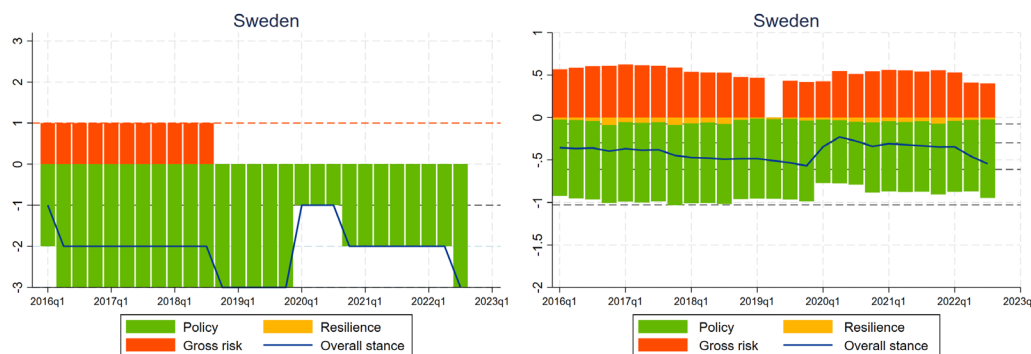 Sweden
3
2
1
0
-1
-2
-3
2016q1 2017q1 2018q1 2019q1 2020q1 2021q1 2022q1 2023q1
Policy Resilience
Gross risk Overall stance
Sweden
1
.5
0
-.5
-1
-1.5
-2
2016q1 2017q1 2018q1 2019q1 2020q1 2021q1 2022q1 2023q
Policy Resilience
Gross risk Overall stance